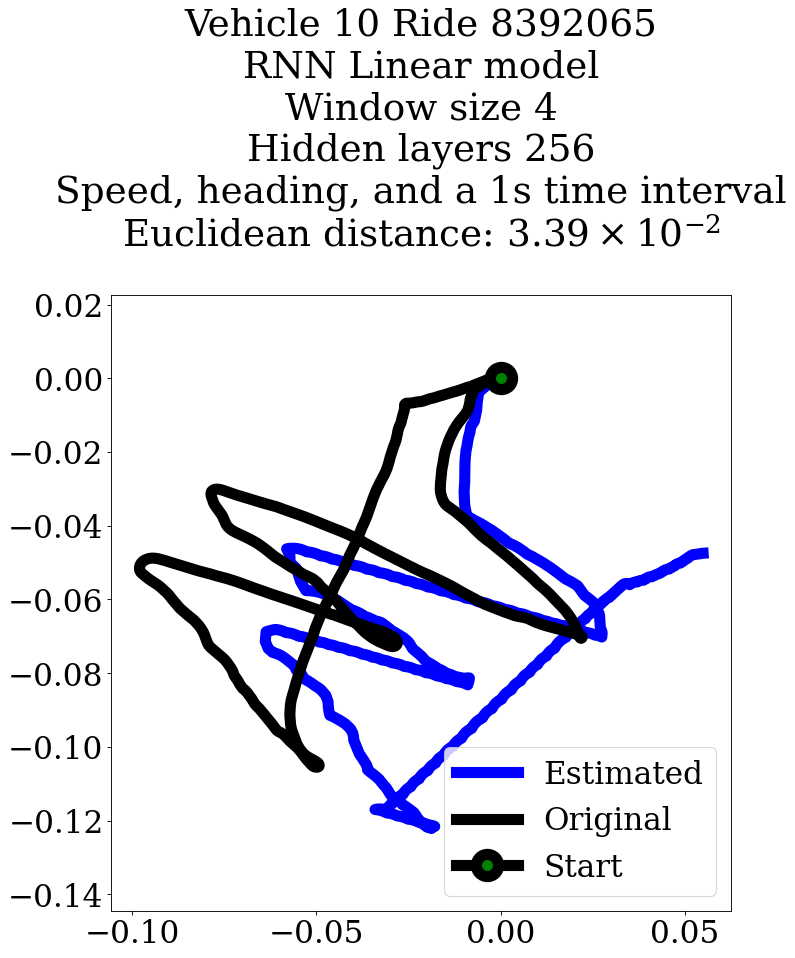 Vehicle 10 Ride 8392065
RNN Linear model
Window size 4
Hidden layers 256
Speed, heading, and a 1s time interval
Euclidean distance: 3.39 × 10⁻²
0.02
0.00
−0.02
−0.04
−0.06
−0.08
−0.10
−0.12
−0.14
Estimated
Original
Start
−0.10 −0.05 0.00 0.05